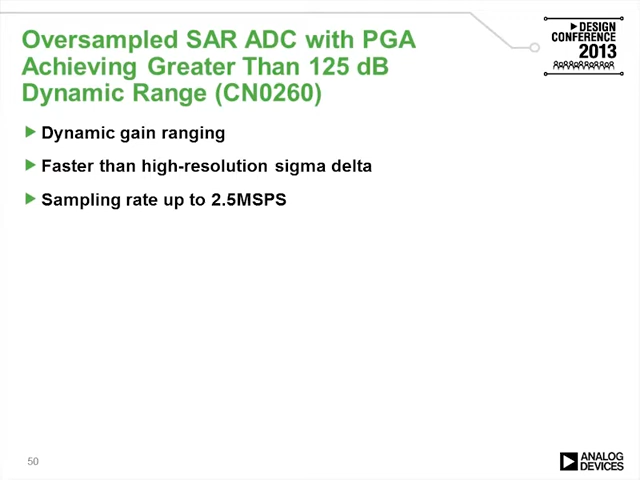 Oversampled SAR ADC with PGA
Achieving Greater Than 125 dB
Dynamic Range (CN0260)
DESIGN
CONFERENCE
2013
Dynamic gain ranging
Faster than high-resolution sigma delta
Sampling rate up to 2.5MSPS
50
ANALOG
DEVICES